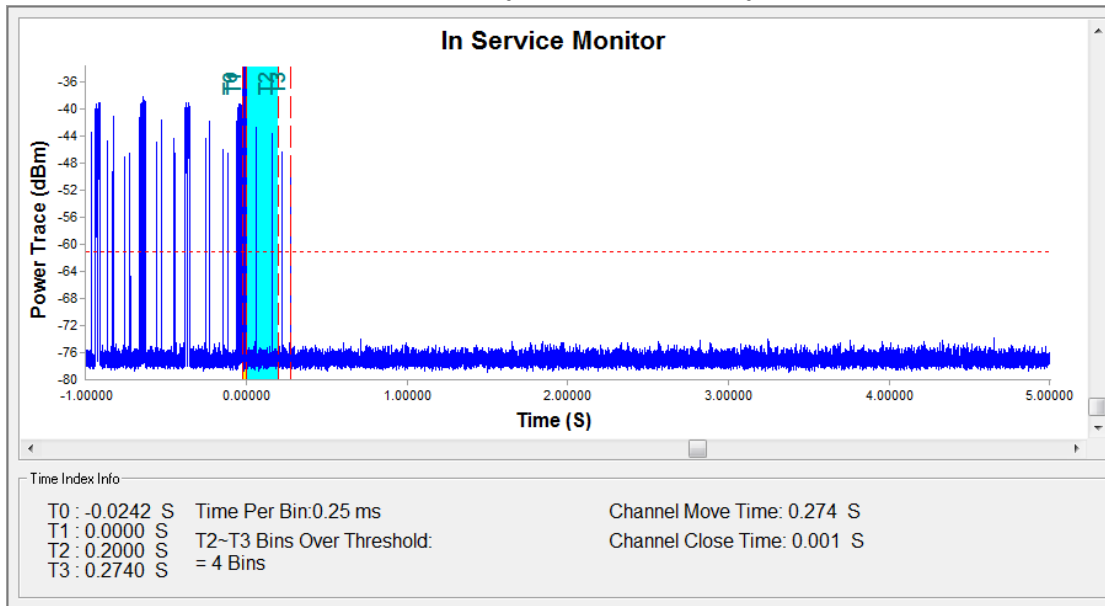 In Service Monitor
T0 T1 T2 T3
Power Trace (dBm)
-36
-40
-44
-48
-52
-56
-60
-64
-68
-72
-76
-80
-1.00000 0.00000 1.00000 2.00000 3.00000 4.00000 5.00000
Time (S)
Time Index Info
T0 : -0.0242 S Time Per Bin:0.25 ms Channel Move Time: 0.274 S
T1 : 0.0000 S
T2 : 0.2000 S T2~T3 Bins Over Threshold: Channel Close Time: 0.001 S
T3 : 0.2740 S = 4 Bins